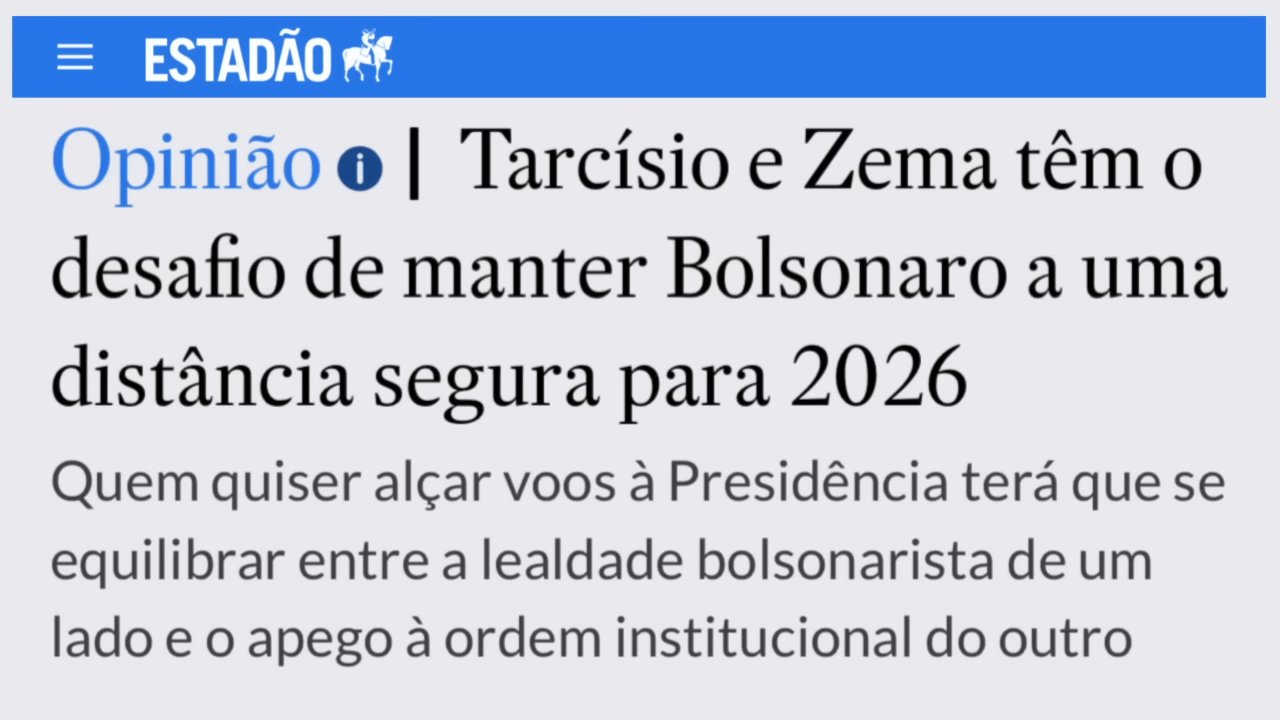 ESTADÃO
Opinião i | Tarcísio e Zema têm o
desafio de manter Bolsonaro a uma
distância segura para 2026
Quem quiser alçar voos à Presidência terá que se
equilibrar entre a lealdade bolsonarista de um
lado e o apego à ordem institucional do outro